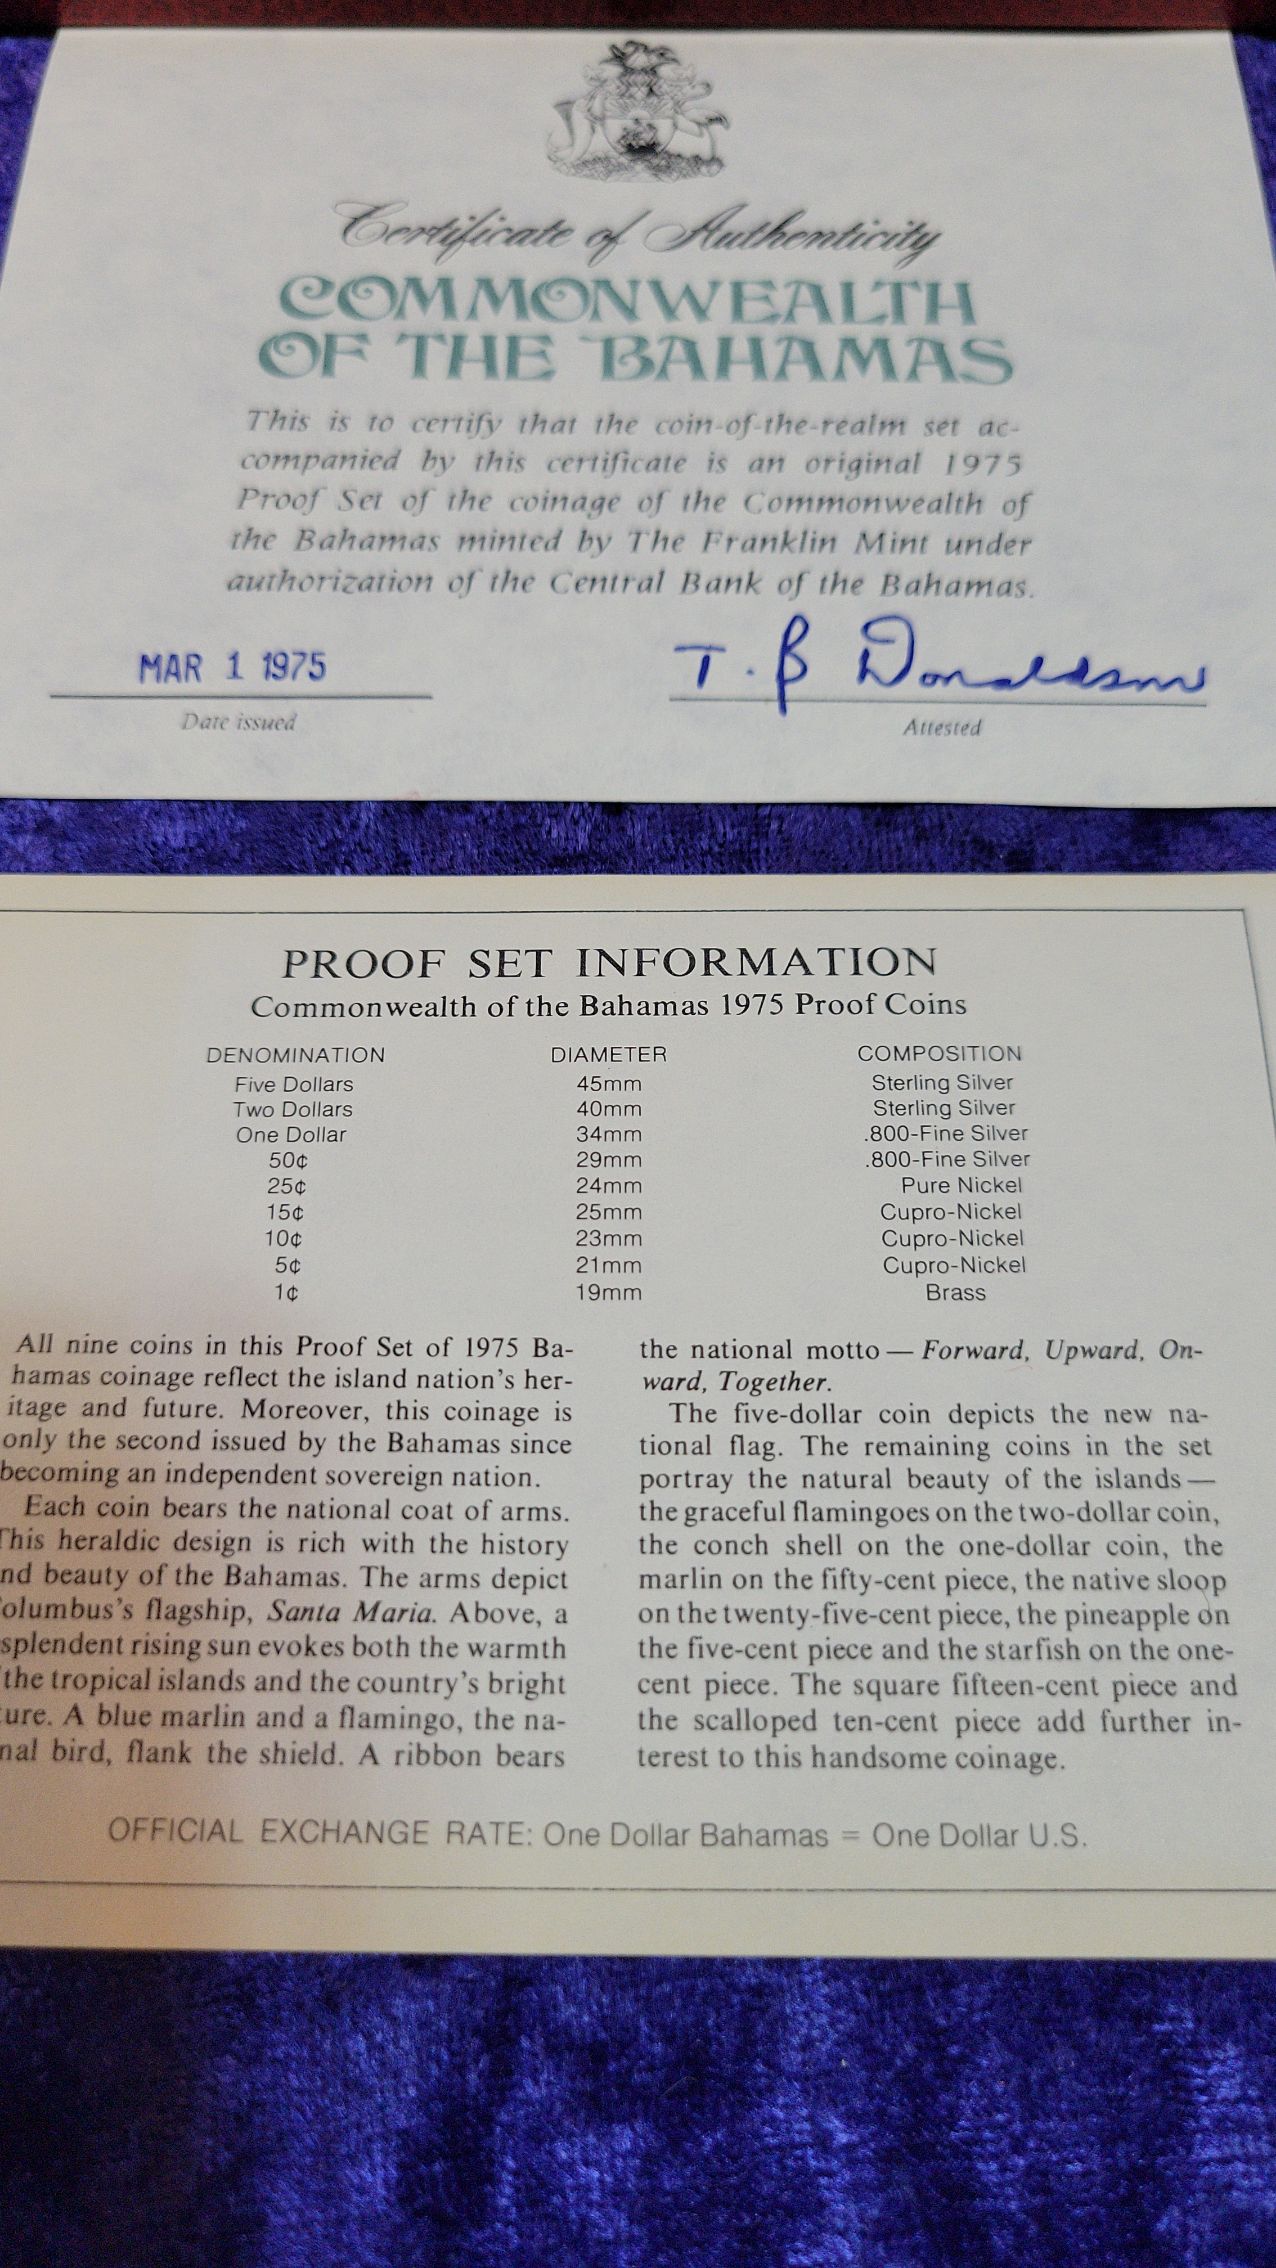 Certificate of Authenticity
COMMONWEALTH
OF THE BAHAMAS
This is to certify that the coin-of-the-realm set ac-
companied by this certificate is an original 1975
Proof Set of the coinage of the Commonwealth of
the Bahamas minted by The Franklin Mint under
authorization of the Central Bank of the Bahamas.
MAR 1 1975
T. B Donaldson
Date issued
Attested
PROOF SET INFORMATION
Commonwealth of the Bahamas 1975 Proof Coins
DENOMINATION DIAMETER COMPOSITION
Five Dollars 45mm Sterling Silver
Two Dollars 40mm Sterling Silver
One Dollar 34mm .800-Fine Silver
50¢ 29mm .800-Fine Silver
25¢ 24mm Pure Nickel
15¢ 25mm Cupro-Nickel
10¢ 23mm Cupro-Nickel
5¢ 21mm Cupro-Nickel
1¢ 19mm Brass
All nine coins in this Proof Set of 1975 Ba-
hamas coinage reflect the island nation's her-
itage and future. Moreover, this coinage is
only the second issued by the Bahamas since
becoming an independent sovereign nation.
Each coin bears the national coat of arms.
This heraldic design is rich with the history
nd beauty of the Bahamas. The arms depict
olumbus's flagship, Santa Maria. Above, a
splendent rising sun evokes both the warmth
the tropical islands and the country's bright
ture. A blue marlin and a flamingo, the na-
nal bird, flank the shield. A ribbon bears
the national motto — Forward, Upward, On-
ward, Together.
The five-dollar coin depicts the new na-
tional flag. The remaining coins in the set
portray the natural beauty of the islands —
the graceful flamingoes on the two-dollar coin,
the conch shell on the one-dollar coin, the
marlin on the fifty-cent piece, the native sloop
on the twenty-five-cent piece, the pineapple on
the five-cent piece and the starfish on the one-
cent piece. The square fifteen-cent piece and
the scalloped ten-cent piece add further in-
terest to this handsome coinage.
OFFICIAL EXCHANGE RATE: One Dollar Bahamas = One Dollar U.S.